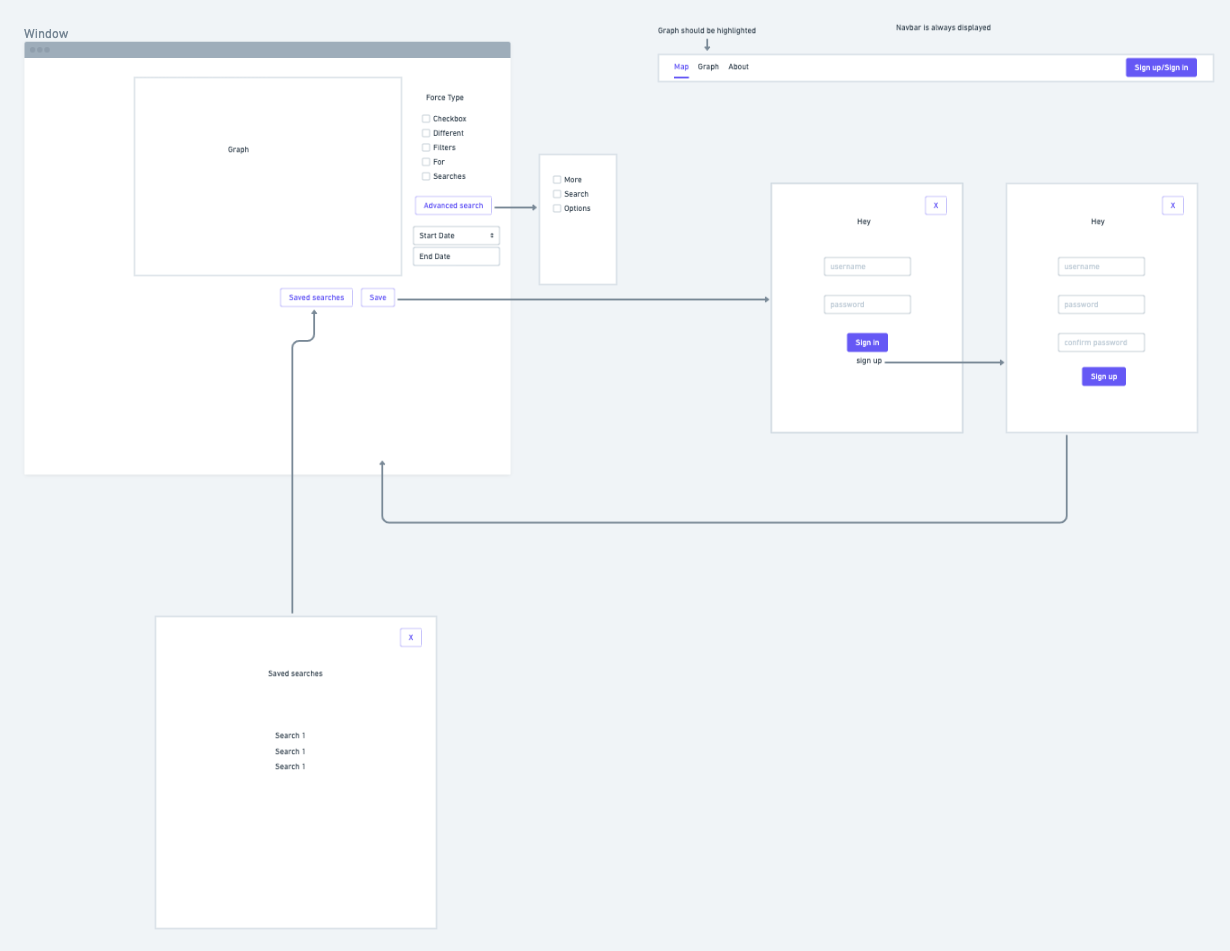 Window
Graph should be highlighted
Navbar is always displayed
Map Graph About Sign up/Sign in
Graph
Force Type
Checkbox
Different
Filters
For
Searches
Advanced search
Start Date
End Date
Saved searches Save
More
Search
Options
X
Hey
username
password
Sign in
sign up
X
Hey
username
password
confirm password
Sign up
X
Saved searches
Search 1
Search 1
Search 1